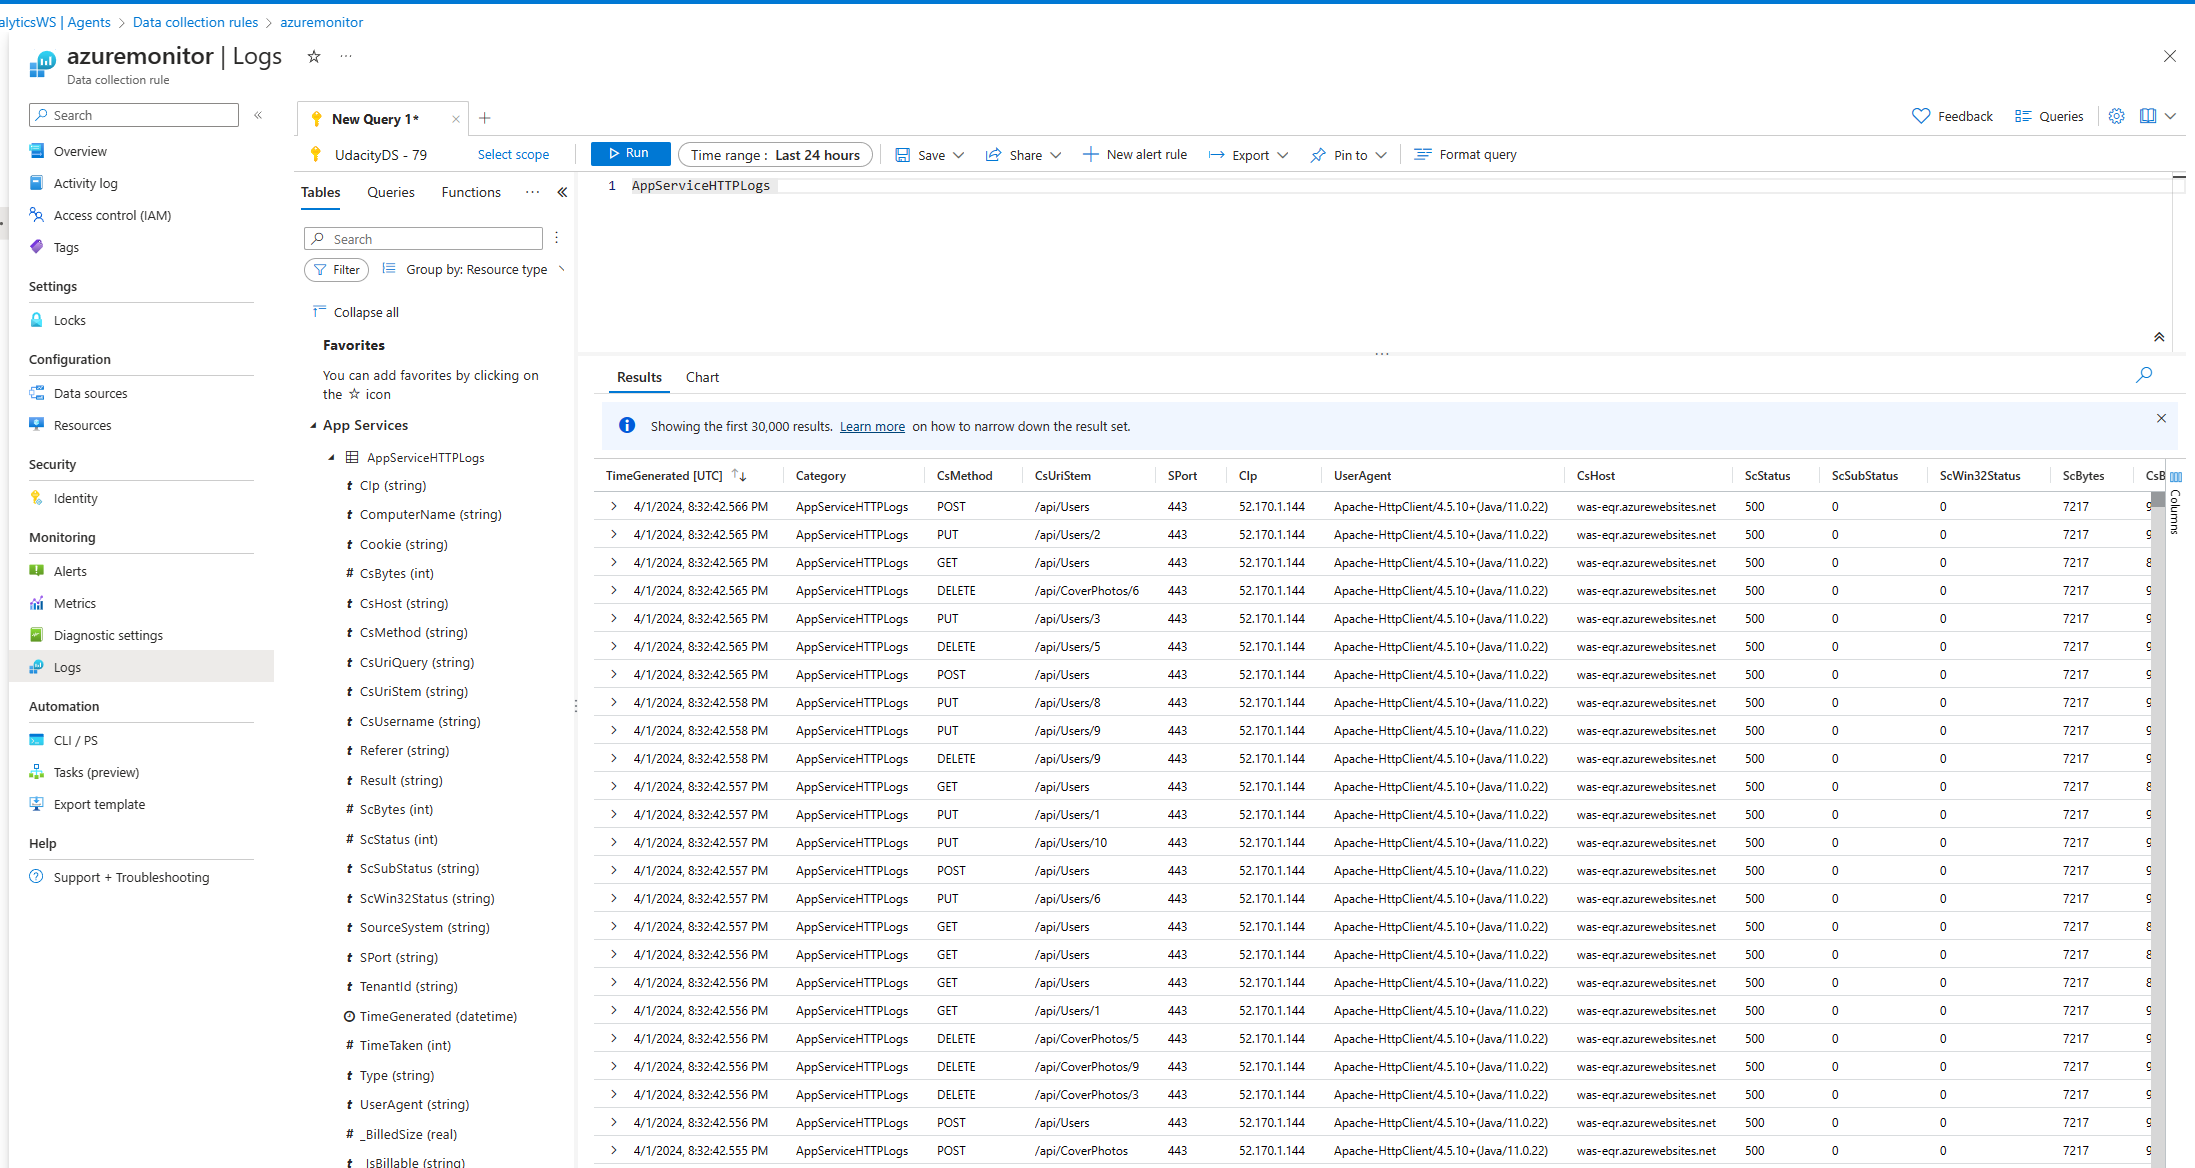 alyticsWS | Agents > Data collection rules > azuremonitor
azuremonitor | Logs
Data collection rule
Search
Overview
Activity log
Access control (IAM)
Tags
Settings
Locks
Configuration
Data sources
Resources
Security
Identity
Monitoring
Alerts
Metrics
Diagnostic settings
Logs
Automation
CLI / PS
Tasks (preview)
Export template
Help
Support + Troubleshooting
New Query 1*
Feedback Queries
UdacityDS - 79 Select scope
Run Time range : Last 24 hours Save Share New alert rule Export Pin to Format query
Tables Queries Functions
Search
Filter Group by: Resource type
Collapse all
Favorites
You can add favorites by clicking on
the ☆ icon
App Services
AppServiceHTTPLogs
t CIp (string)
t ComputerName (string)
t Cookie (string)
# CsBytes (int)
t CsHost (string)
t CsMethod (string)
t CsUriQuery (string)
t CsUriStem (string)
t CsUsername (string)
t Referer (string)
t Result (string)
# ScBytes (int)
# ScStatus (int)
t ScSubStatus (string)
t ScWin32Status (string)
t SourceSystem (string)
t SPort (string)
t TenantId (string)
TimeGenerated (datetime)
# TimeTaken (int)
t Type (string)
t UserAgent (string)
# _BilledSize (real)
t _IsBillable (string)
1 AppServiceHTTPLogs
Results Chart
Showing the first 30,000 results. Learn more on how to narrow down the result set.
TimeGenerated [UTC] Category CsMethod CsUriStem SPort CIp UserAgent CsHost ScStatus ScSubStatus ScWin32Status ScBytes CsB
Columns
4/1/2024, 8:32:42.566 PM AppServiceHTTPLogs POST /api/Users 443 52.170.1.144 Apache-HttpClient/4.5.10+(Java/11.0.22) was-eqr.azurewebsites.net 500 0 0 7217 9
4/1/2024, 8:32:42.565 PM AppServiceHTTPLogs PUT /api/Users/2 443 52.170.1.144 Apache-HttpClient/4.5.10+(Java/11.0.22) was-eqr.azurewebsites.net 500 0 0 7217 9
4/1/2024, 8:32:42.565 PM AppServiceHTTPLogs GET /api/Users 443 52.170.1.144 Apache-HttpClient/4.5.10+(Java/11.0.22) was-eqr.azurewebsites.net 500 0 0 7217 8
4/1/2024, 8:32:42.565 PM AppServiceHTTPLogs DELETE /api/CoverPhotos/6 443 52.170.1.144 Apache-HttpClient/4.5.10+(Java/11.0.22) was-eqr.azurewebsites.net 500 0 0 7217 9
4/1/2024, 8:32:42.565 PM AppServiceHTTPLogs PUT /api/Users/3 443 52.170.1.144 Apache-HttpClient/4.5.10+(Java/11.0.22) was-eqr.azurewebsites.net 500 0 0 7217 9
4/1/2024, 8:32:42.565 PM AppServiceHTTPLogs DELETE /api/Users/5 443 52.170.1.144 Apache-HttpClient/4.5.10+(Java/11.0.22) was-eqr.azurewebsites.net 500 0 0 7217 9
4/1/2024, 8:32:42.565 PM AppServiceHTTPLogs POST /api/Users 443 52.170.1.144 Apache-HttpClient/4.5.10+(Java/11.0.22) was-eqr.azurewebsites.net 500 0 0 7217 9
4/1/2024, 8:32:42.558 PM AppServiceHTTPLogs PUT /api/Users/8 443 52.170.1.144 Apache-HttpClient/4.5.10+(Java/11.0.22) was-eqr.azurewebsites.net 500 0 0 7217 9
4/1/2024, 8:32:42.558 PM AppServiceHTTPLogs PUT /api/Users/9 443 52.170.1.144 Apache-HttpClient/4.5.10+(Java/11.0.22) was-eqr.azurewebsites.net 500 0 0 7217 9
4/1/2024, 8:32:42.558 PM AppServiceHTTPLogs DELETE /api/Users/9 443 52.170.1.144 Apache-HttpClient/4.5.10+(Java/11.0.22) was-eqr.azurewebsites.net 500 0 0 7217 9
4/1/2024, 8:32:42.557 PM AppServiceHTTPLogs GET /api/Users 443 52.170.1.144 Apache-HttpClient/4.5.10+(Java/11.0.22) was-eqr.azurewebsites.net 500 0 0 7217 8
4/1/2024, 8:32:42.557 PM AppServiceHTTPLogs PUT /api/Users/1 443 52.170.1.144 Apache-HttpClient/4.5.10+(Java/11.0.22) was-eqr.azurewebsites.net 500 0 0 7217 9
4/1/2024, 8:32:42.557 PM AppServiceHTTPLogs PUT /api/Users/10 443 52.170.1.144 Apache-HttpClient/4.5.10+(Java/11.0.22) was-eqr.azurewebsites.net 500 0 0 7217 9
4/1/2024, 8:32:42.557 PM AppServiceHTTPLogs POST /api/Users 443 52.170.1.144 Apache-HttpClient/4.5.10+(Java/11.0.22) was-eqr.azurewebsites.net 500 0 0 7217 9
4/1/2024, 8:32:42.557 PM AppServiceHTTPLogs PUT /api/Users/6 443 52.170.1.144 Apache-HttpClient/4.5.10+(Java/11.0.22) was-eqr.azurewebsites.net 500 0 0 7217 9
4/1/2024, 8:32:42.557 PM AppServiceHTTPLogs GET /api/Users 443 52.170.1.144 Apache-HttpClient/4.5.10+(Java/11.0.22) was-eqr.azurewebsites.net 500 0 0 7217 8
4/1/2024, 8:32:42.556 PM AppServiceHTTPLogs GET /api/Users 443 52.170.1.144 Apache-HttpClient/4.5.10+(Java/11.0.22) was-eqr.azurewebsites.net 500 0 0 7217 8
4/1/2024, 8:32:42.556 PM AppServiceHTTPLogs GET /api/Users 443 52.170.1.144 Apache-HttpClient/4.5.10+(Java/11.0.22) was-eqr.azurewebsites.net 500 0 0 7217 8
4/1/2024, 8:32:42.556 PM AppServiceHTTPLogs GET /api/Users/1 443 52.170.1.144 Apache-HttpClient/4.5.10+(Java/11.0.22) was-eqr.azurewebsites.net 500 0 0 7217 9
4/1/2024, 8:32:42.556 PM AppServiceHTTPLogs DELETE /api/CoverPhotos/5 443 52.170.1.144 Apache-HttpClient/4.5.10+(Java/11.0.22) was-eqr.azurewebsites.net 500 0 0 7217 9
4/1/2024, 8:32:42.556 PM AppServiceHTTPLogs DELETE /api/CoverPhotos/9 443 52.170.1.144 Apache-HttpClient/4.5.10+(Java/11.0.22) was-eqr.azurewebsites.net 500 0 0 7217 9
4/1/2024, 8:32:42.556 PM AppServiceHTTPLogs DELETE /api/CoverPhotos/3 443 52.170.1.144 Apache-HttpClient/4.5.10+(Java/11.0.22) was-eqr.azurewebsites.net 500 0 0 7217 9
4/1/2024, 8:32:42.556 PM AppServiceHTTPLogs POST /api/Users 443 52.170.1.144 Apache-HttpClient/4.5.10+(Java/11.0.22) was-eqr.azurewebsites.net 500 0 0 7217 9
4/1/2024, 8:32:42.555 PM AppServiceHTTPLogs POST /api/CoverPhotos 443 52.170.1.144 Apache-HttpClient/4.5.10+(Java/11.0.22) was-eqr.azurewebsites.net 500 0 0 7217 9